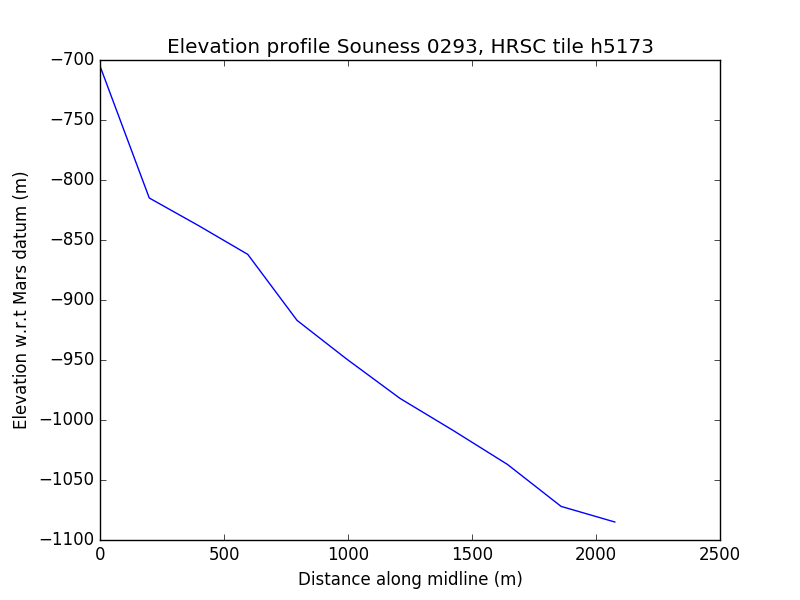 Elevation profile Souness 0293, HRSC tile h5173
−700
−750
−800
−850
−900
−950
−1000
−1050
−1100
Elevation w.r.t Mars datum (m)
0 500 1000 1500 2000 2500
Distance along midline (m)